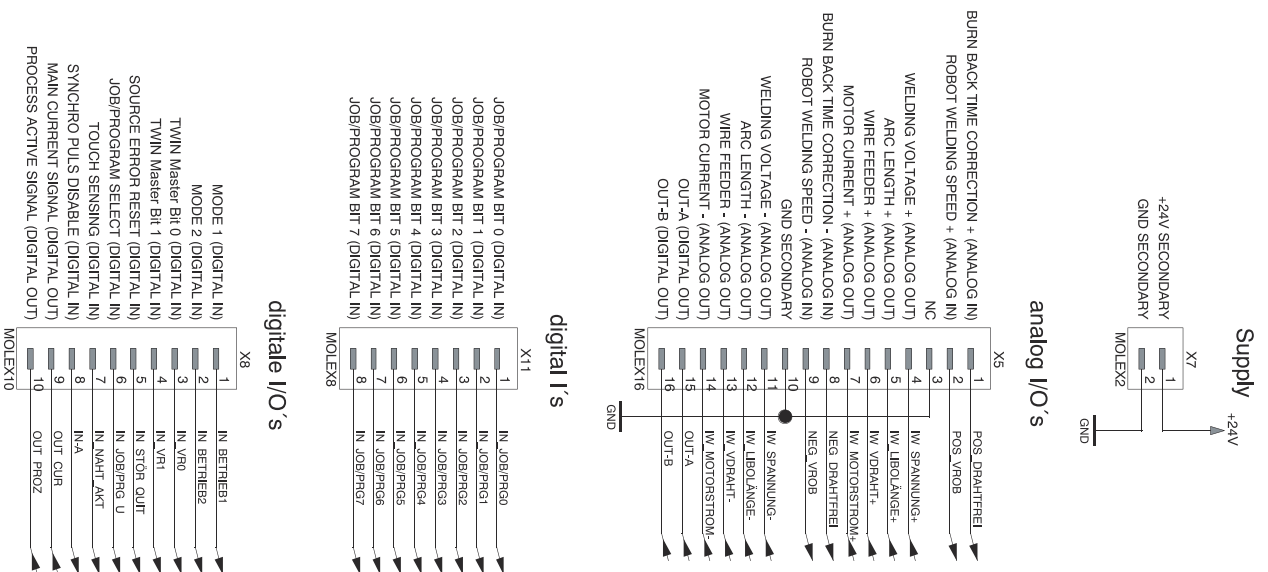 Supply
+24V
X7
+24V SECONDARY 1
GND SECONDARY 2
MOLEX2
GND
analog I/O´s
X5
BURN BACK TIME CORRECTION + (ANALOG IN) 1 POS_DRAHTFREI
ROBOT WELDING SPEED + (ANALOG IN) 2 POS_VROB
NC 3
WELDING VOLTAGE + (ANALOG OUT) 4 IW_SPANNUNG+
ARC LENGTH + (ANALOG OUT) 5 IW_LIBOLÄNGE+
WIRE FEEDER + (ANALOG OUT) 6 IW_VDRAHT+
MOTOR CURRENT + (ANALOG OUT) 7 IW_MOTORSTROM+
BURN BACK TIME CORRECTION - (ANALOG IN) 8 NEG_DRAHTFREI
ROBOT WELDING SPEED - (ANALOG IN) 9 NEG_VROB
GND SECONDARY 10
WELDING VOLTAGE - (ANALOG OUT) 11 IW_SPANNUNG-
ARC LENGTH - (ANALOG OUT) 12 IW_LIBOLÄNGE-
WIRE FEEDER - (ANALOG OUT) 13 IW_VDRAHT-
MOTOR CURRENT - (ANALOG OUT) 14 IW_MOTORSTROM-
OUT-A (DIGITAL OUT) 15 OUT-A
OUT-B (DIGITAL OUT) 16 OUT-B
MOLEX16
GND
digital I´s
X11
JOB/PROGRAM BIT 0 (DIGITAL IN) 1 IN_JOB/PRG0
JOB/PROGRAM BIT 1 (DIGITAL IN) 2 IN_JOB/PRG1
JOB/PROGRAM BIT 2 (DIGITAL IN) 3 IN_JOB/PRG2
JOB/PROGRAM BIT 3 (DIGITAL IN) 4 IN_JOB/PRG3
JOB/PROGRAM BIT 4 (DIGITAL IN) 5 IN_JOB/PRG4
JOB/PROGRAM BIT 5 (DIGITAL IN) 6 IN_JOB/PRG5
JOB/PROGRAM BIT 6 (DIGITAL IN) 7 IN_JOB/PRG6
JOB/PROGRAM BIT 7 (DIGITAL IN) 8 IN_JOB/PRG7
MOLEX8
digitale I/O´s
X8
MODE 1 (DIGITAL IN) 1 IN_BETRIEB1
MODE 2 (DIGITAL IN) 2 IN_BETRIEB2
TWIN Master Bit 0 (DIGITAL IN) 3 IN_VR0
TWIN Master Bit 1 (DIGITAL IN) 4 IN_VR1
SOURCE ERROR RESET (DIGITAL IN) 5 IN_STÖR_QUIT
JOB/PROGRAM SELECT (DIGITAL IN) 6 IN_JOB/PRG_U
TOUCH SENSING (DIGITAL IN) 7 IN_NAHT_AKT
SYNCHRO PULS DISABLE (DIGITAL IN) 8 IN-A
MAIN CURRENT SIGNAL (DIGITAL OUT) 9 OUT_CUR
PROCESS ACTIVE SIGNAL (DIGITAL OUT) 10 OUT_PROZ
MOLEX10